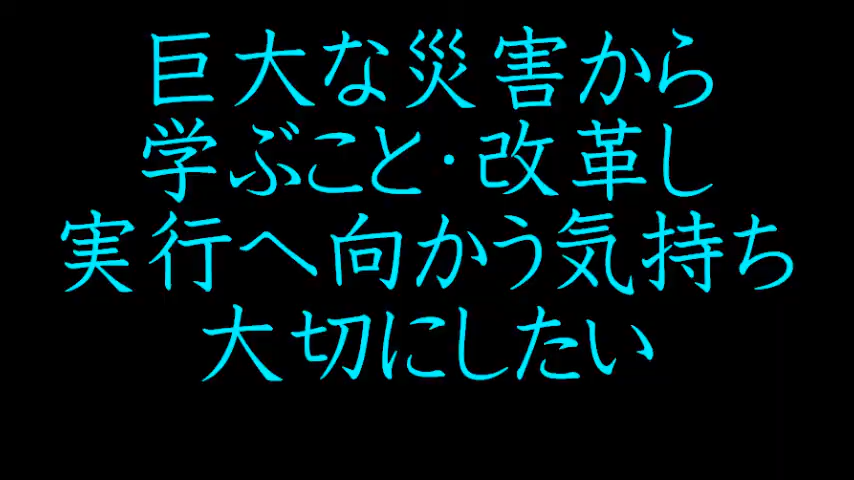 巨大な災害から
学ぶこと・改革し
実行へ向かう気持ち
大切にしたい